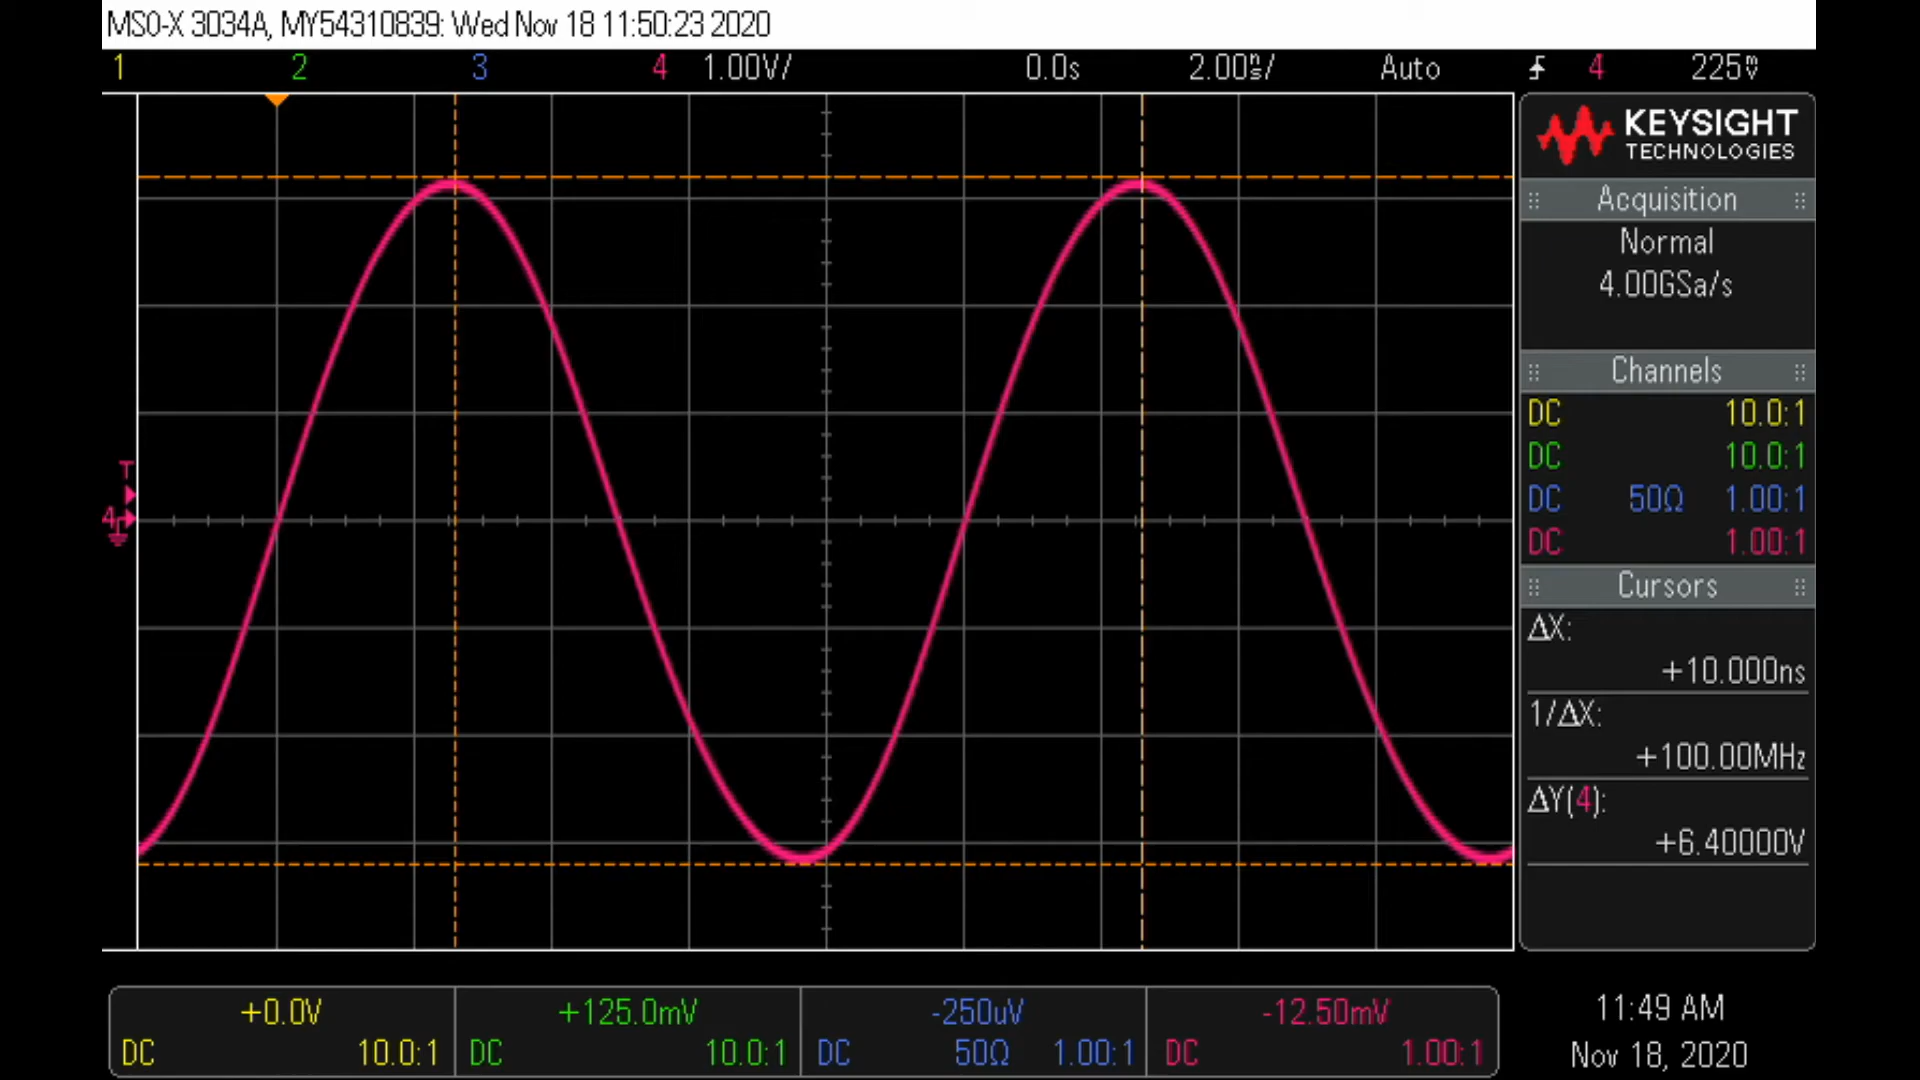 MSO-X 3034A, MY54310839: Wed Nov 18 11:50:23 2020
1 2 3 4 1.00V/ 0.0s 2.00ns/ Auto 4 225mV
KEYSIGHT
TECHNOLOGIES
Acquisition
Normal
4.00GSa/s
Channels
DC 10.0:1
DC 10.0:1
DC 50Ω 1.00:1
DC 1.00:1
Cursors
ΔX:
+10.000ns
1/ΔX:
+100.00MHz
ΔY(4):
+6.40000V
T
4
+0.0V
DC 10.0:1
+125.0mV
DC 10.0:1
-250uV
DC 50Ω 1.00:1
-12.50mV
DC 1.00:1
11:49 AM
Nov 18, 2020